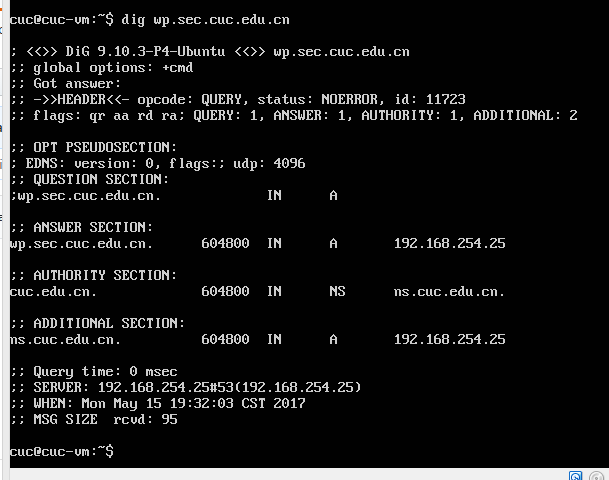 cuc@cuc-vm:~$ dig wp.sec.cuc.edu.cn
; <<>> DiG 9.10.3-P4-Ubuntu <<>> wp.sec.cuc.edu.cn
;; global options: +cmd
;; Got answer:
;; ->>HEADER<<- opcode: QUERY, status: NOERROR, id: 11723
;; flags: qr aa rd ra; QUERY: 1, ANSWER: 1, AUTHORITY: 1, ADDITIONAL: 2
;; OPT PSEUDOSECTION:
; EDNS: version: 0, flags:; udp: 4096
;; QUESTION SECTION:
;wp.sec.cuc.edu.cn. IN A
;; ANSWER SECTION:
wp.sec.cuc.edu.cn. 604800 IN A 192.168.254.25
;; AUTHORITY SECTION:
cuc.edu.cn. 604800 IN NS ns.cuc.edu.cn.
;; ADDITIONAL SECTION:
ns.cuc.edu.cn. 604800 IN A 192.168.254.25
;; Query time: 0 msec
;; SERVER: 192.168.254.25#53(192.168.254.25)
;; WHEN: Mon May 15 19:32:03 CST 2017
;; MSG SIZE rcvd: 95
cuc@cuc-vm:~$